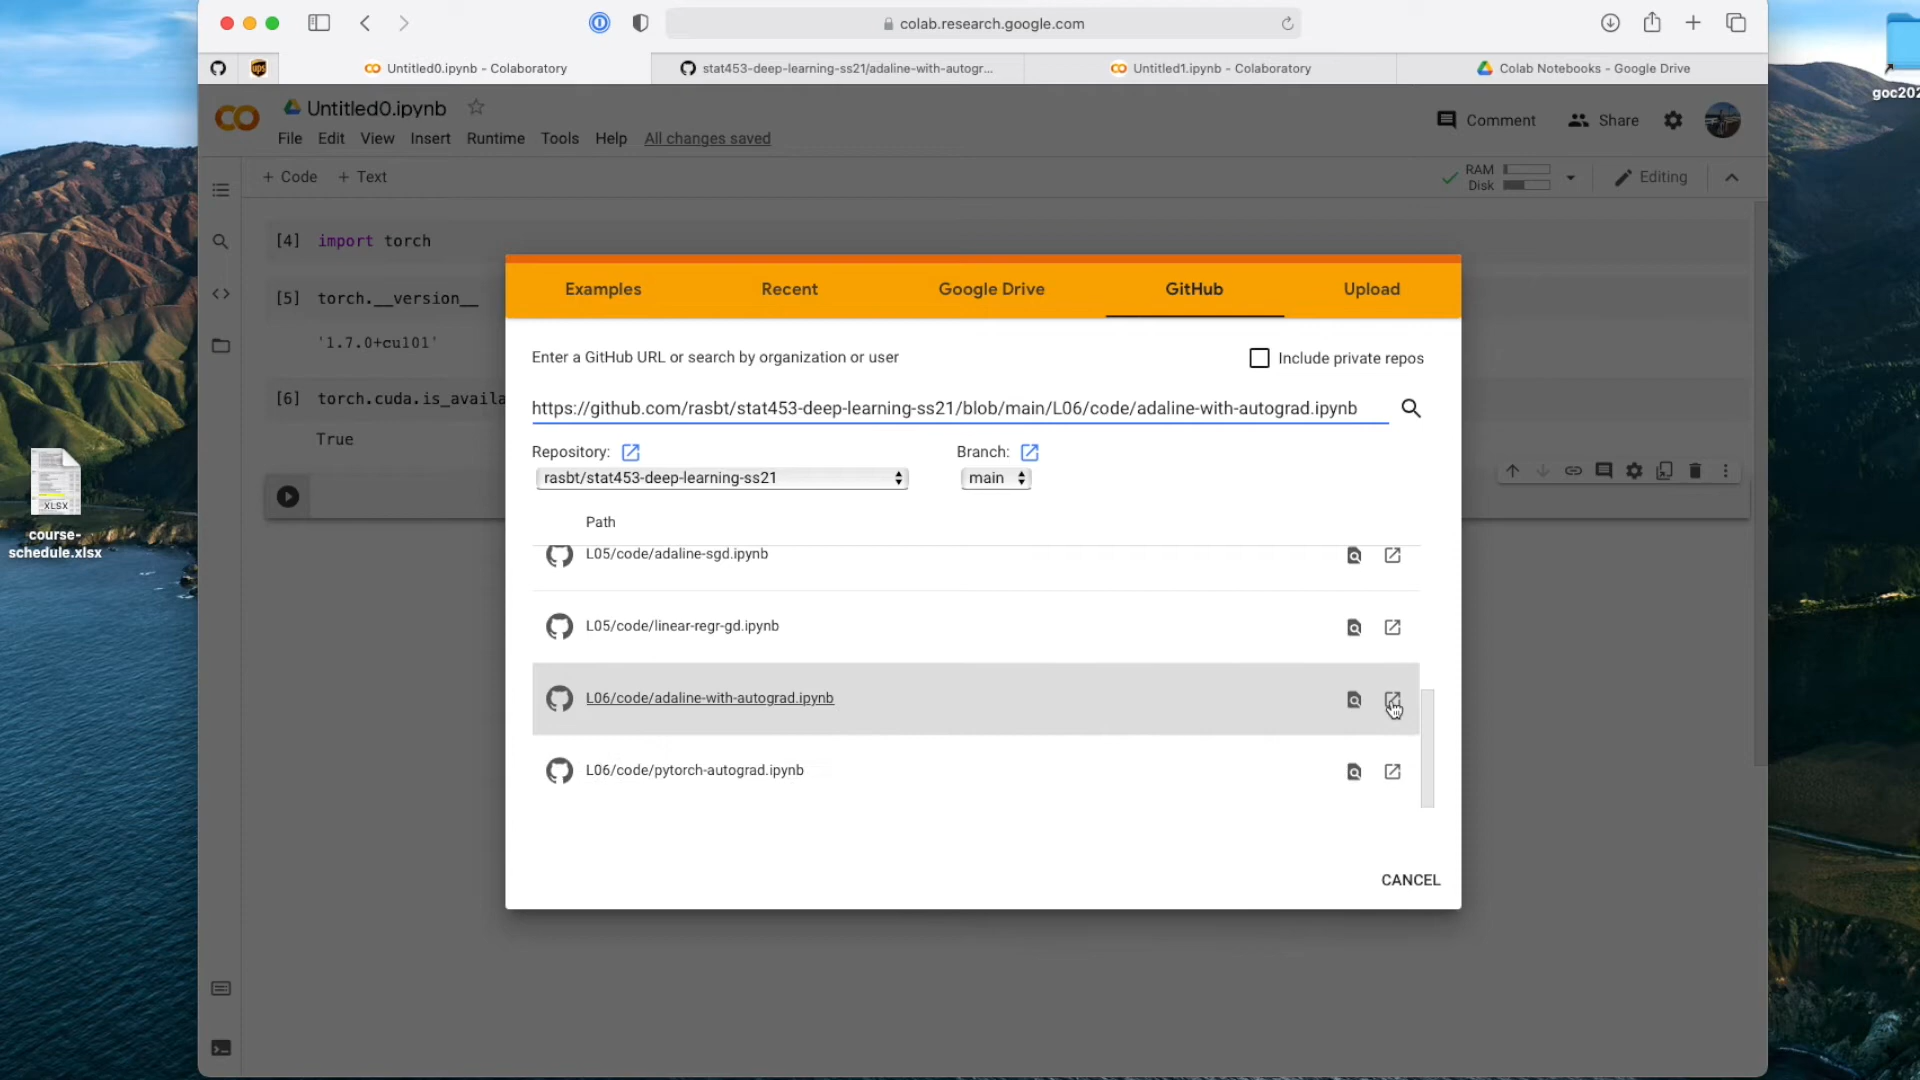 colab.research.google.com
ups
Untitled0.ipynb - Colaboratory
stat453-deep-learning-ss21/adaline-with-autogr...
Untitled1.ipynb - Colaboratory
Colab Notebooks - Google Drive
Untitled0.ipynb
Comment
Share
File Edit View Insert Runtime Tools Help All changes saved
+ Code + Text
RAM
Disk
Editing
[4] import torch
[5] torch.__version__
'1.7.0+cu101'
[6] torch.cuda.is_availa
True
Examples
Recent
Google Drive
GitHub
Upload
Enter a GitHub URL or search by organization or user
Include private repos
https://github.com/rasbt/stat453-deep-learning-ss21/blob/main/L06/code/adaline-with-autograd.ipynb
Repository:
Branch:
rasbt/stat453-deep-learning-ss21
main
Path
L05/code/adaline-sgd.ipynb
L05/code/linear-regr-gd.ipynb
L06/code/adaline-with-autograd.ipynb
L06/code/pytorch-autograd.ipynb
CANCEL
XLSX
course-
schedule.xlsx
goc202